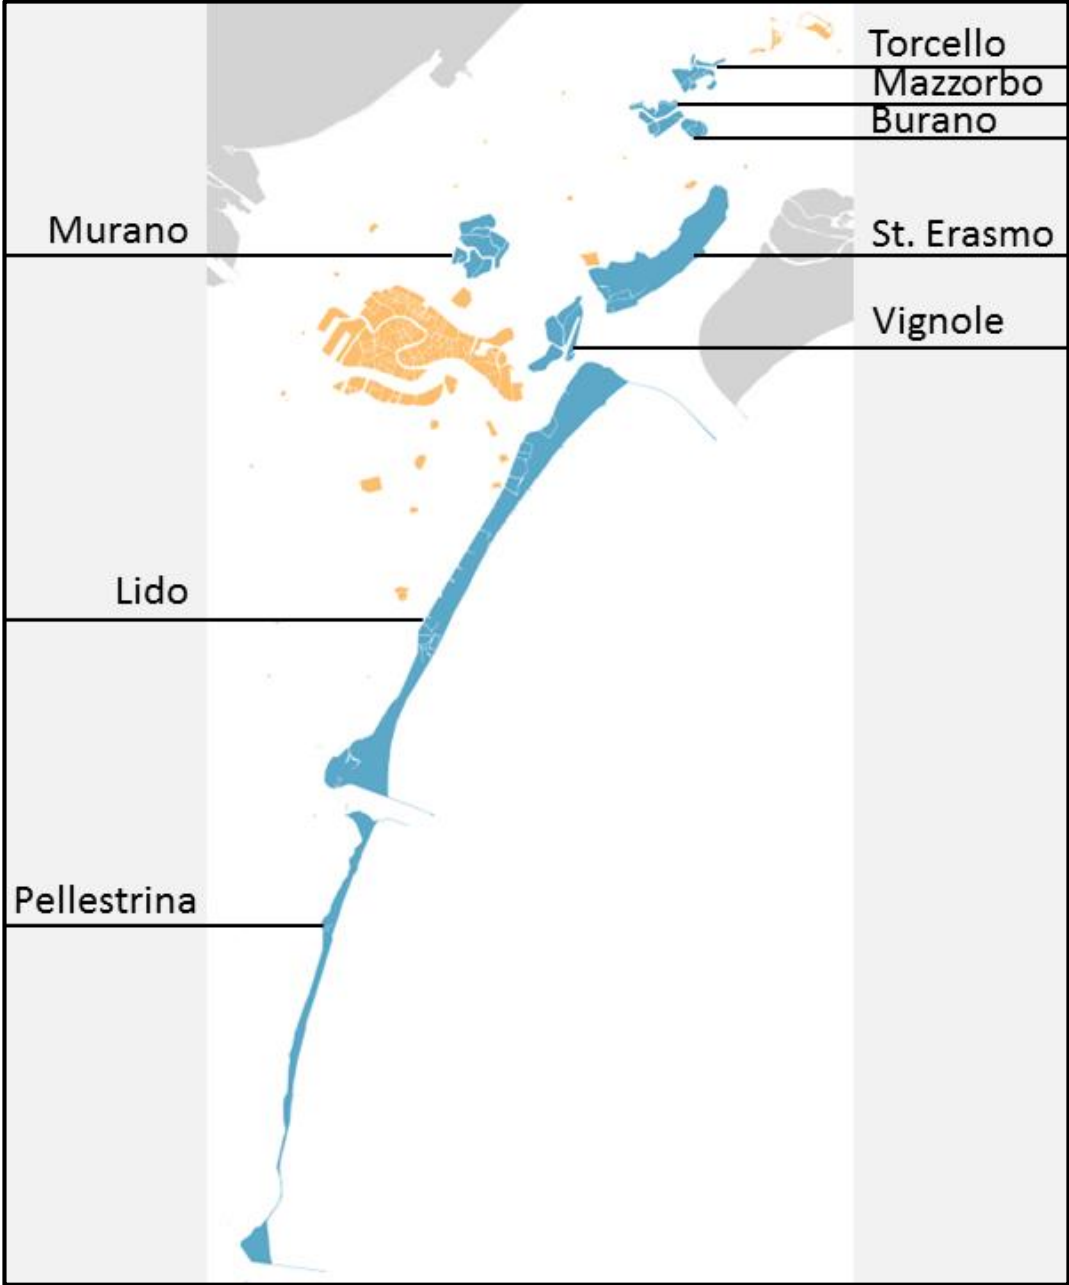 Torcello
Mazzorbo
Burano
Murano
St. Erasmo
Vignole
Lido
Pellestrina